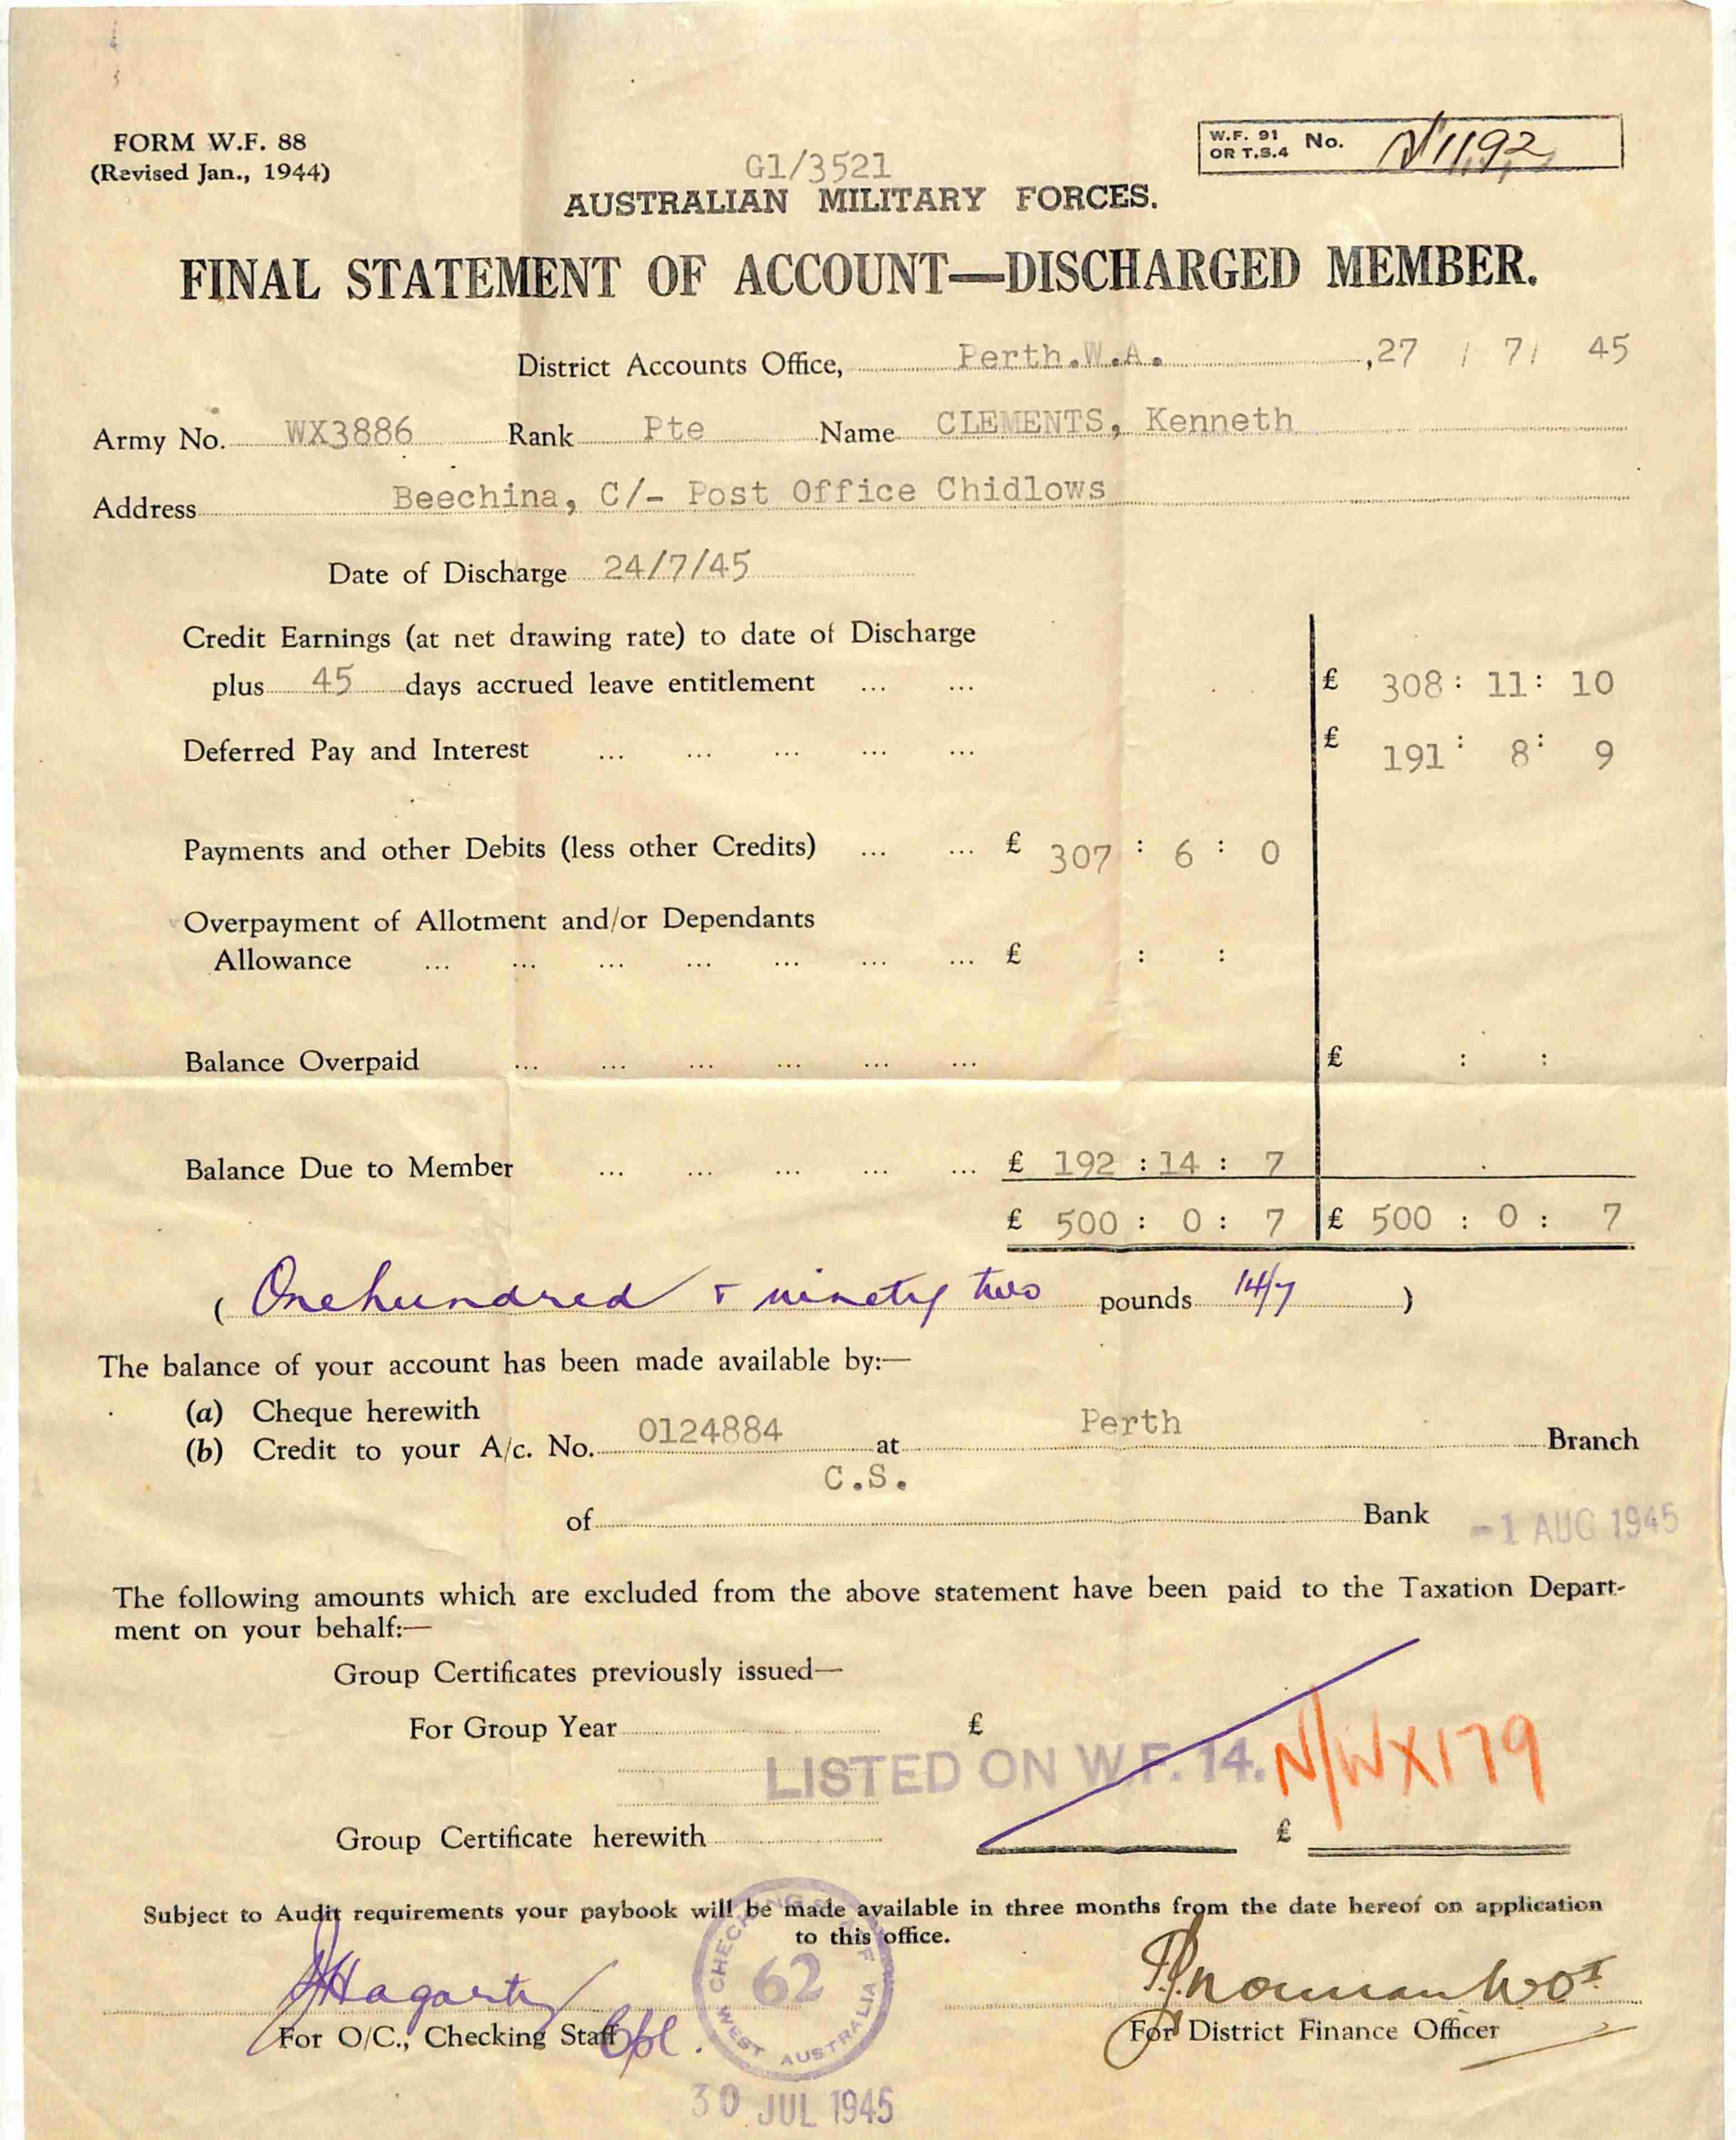 FORM W.F. 88
(Revised Jan., 1944)
W.F. 91 OR T.S.4 No. N1192
G1/3521
AUSTRALIAN MILITARY FORCES.
FINAL STATEMENT OF ACCOUNT—DISCHARGED MEMBER.
District Accounts Office, Perth.W.A. ,27 / 7/ 45
Army No. WX3886 Rank Pte Name CLEMENTS, Kenneth
Address Beechina, C/- Post Office Chidlows
Date of Discharge 24/7/45
Credit Earnings (at net drawing rate) to date of Discharge
plus 45 days accrued leave entitlement ... ... £ 308: 11: 10
Deferred Pay and Interest ... ... ... ... ... £ 191: 8: 9
Payments and other Debits (less other Credits) ... ... £ 307 : 6 : 0
Overpayment of Allotment and/or Dependants
Allowance ... ... ... ... ... ... ... £ : :
Balance Overpaid ... ... ... ... ... ... £ : :
Balance Due to Member ... ... ... ... ... £ 192 :14 : 7
£ 500 : 0 : 7 £ 500 : 0 : 7
( One hundred & ninety two pounds 14/7 )
The balance of your account has been made available by:—
(a) Cheque herewith
(b) Credit to your A/c. No. 0124884 at Perth Branch
C.S.
of Bank
-1 AUG 1945
The following amounts which are excluded from the above statement have been paid to the Taxation Depart-
ment on your behalf:—
Group Certificates previously issued—
For Group Year £
LISTED ON W.F. 14. N/WX179
Group Certificate herewith £
Subject to Audit requirements your paybook will be made available in three months from the date hereof on application
to this office.
CHECKING STAFF
62
WEST AUSTRALIA
Hagarty Cpl.
Norman WO I
For O/C., Checking Staff
For District Finance Officer
30 JUL 1945